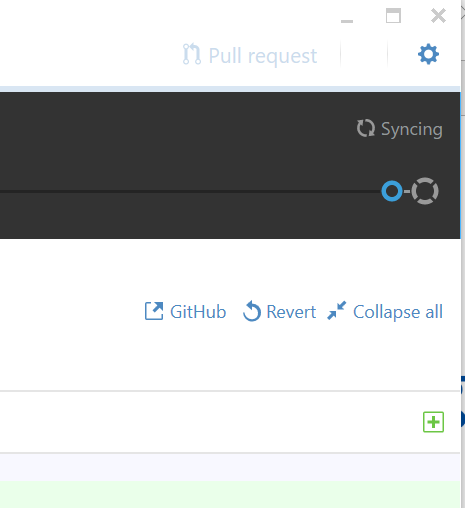 Pull request
Syncing
GitHub Revert Collapse all